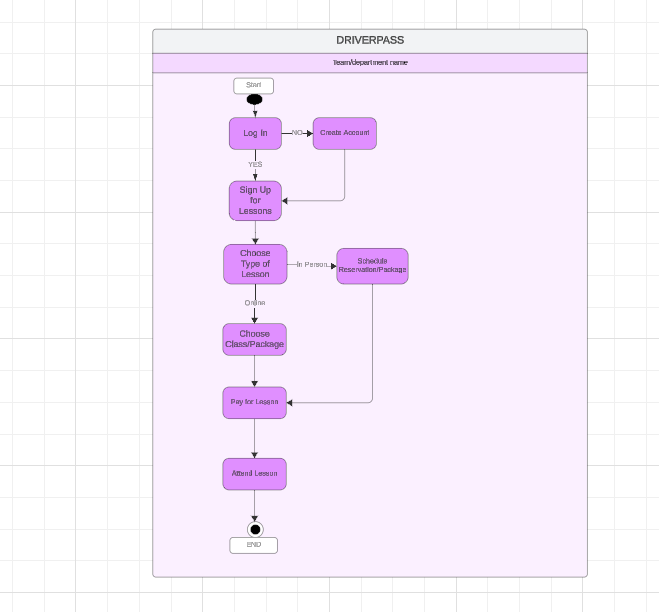 DRIVERPASS
Team/department name
Start
Log In
NO
Create Account
YES
Sign Up
for
Lessons
Choose
Type of
Lesson
In Person
Schedule
Reservation/Package
Online
Choose
Class/Package
Pay for Lesson
Attend Lesson
END